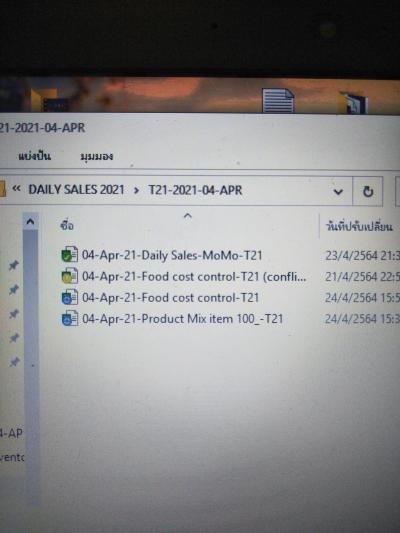 21-2021-04-APR
แบ่งปัน มุมมอง
« DAILY SALES 2021 › T21-2021-04-APR
ชื่อ วันที่ปรับเปลี่ยน
04-Apr-21-Daily Sales-MoMo-T21 23/4/2564 21:3
04-Apr-21-Food cost control-T21 (confli... 21/4/2564 22:5
04-Apr-21-Food cost control-T21 24/4/2564 15:5
04-Apr-21-Product Mix item 100_-T21 24/4/2564 15:5
4-AP
vento